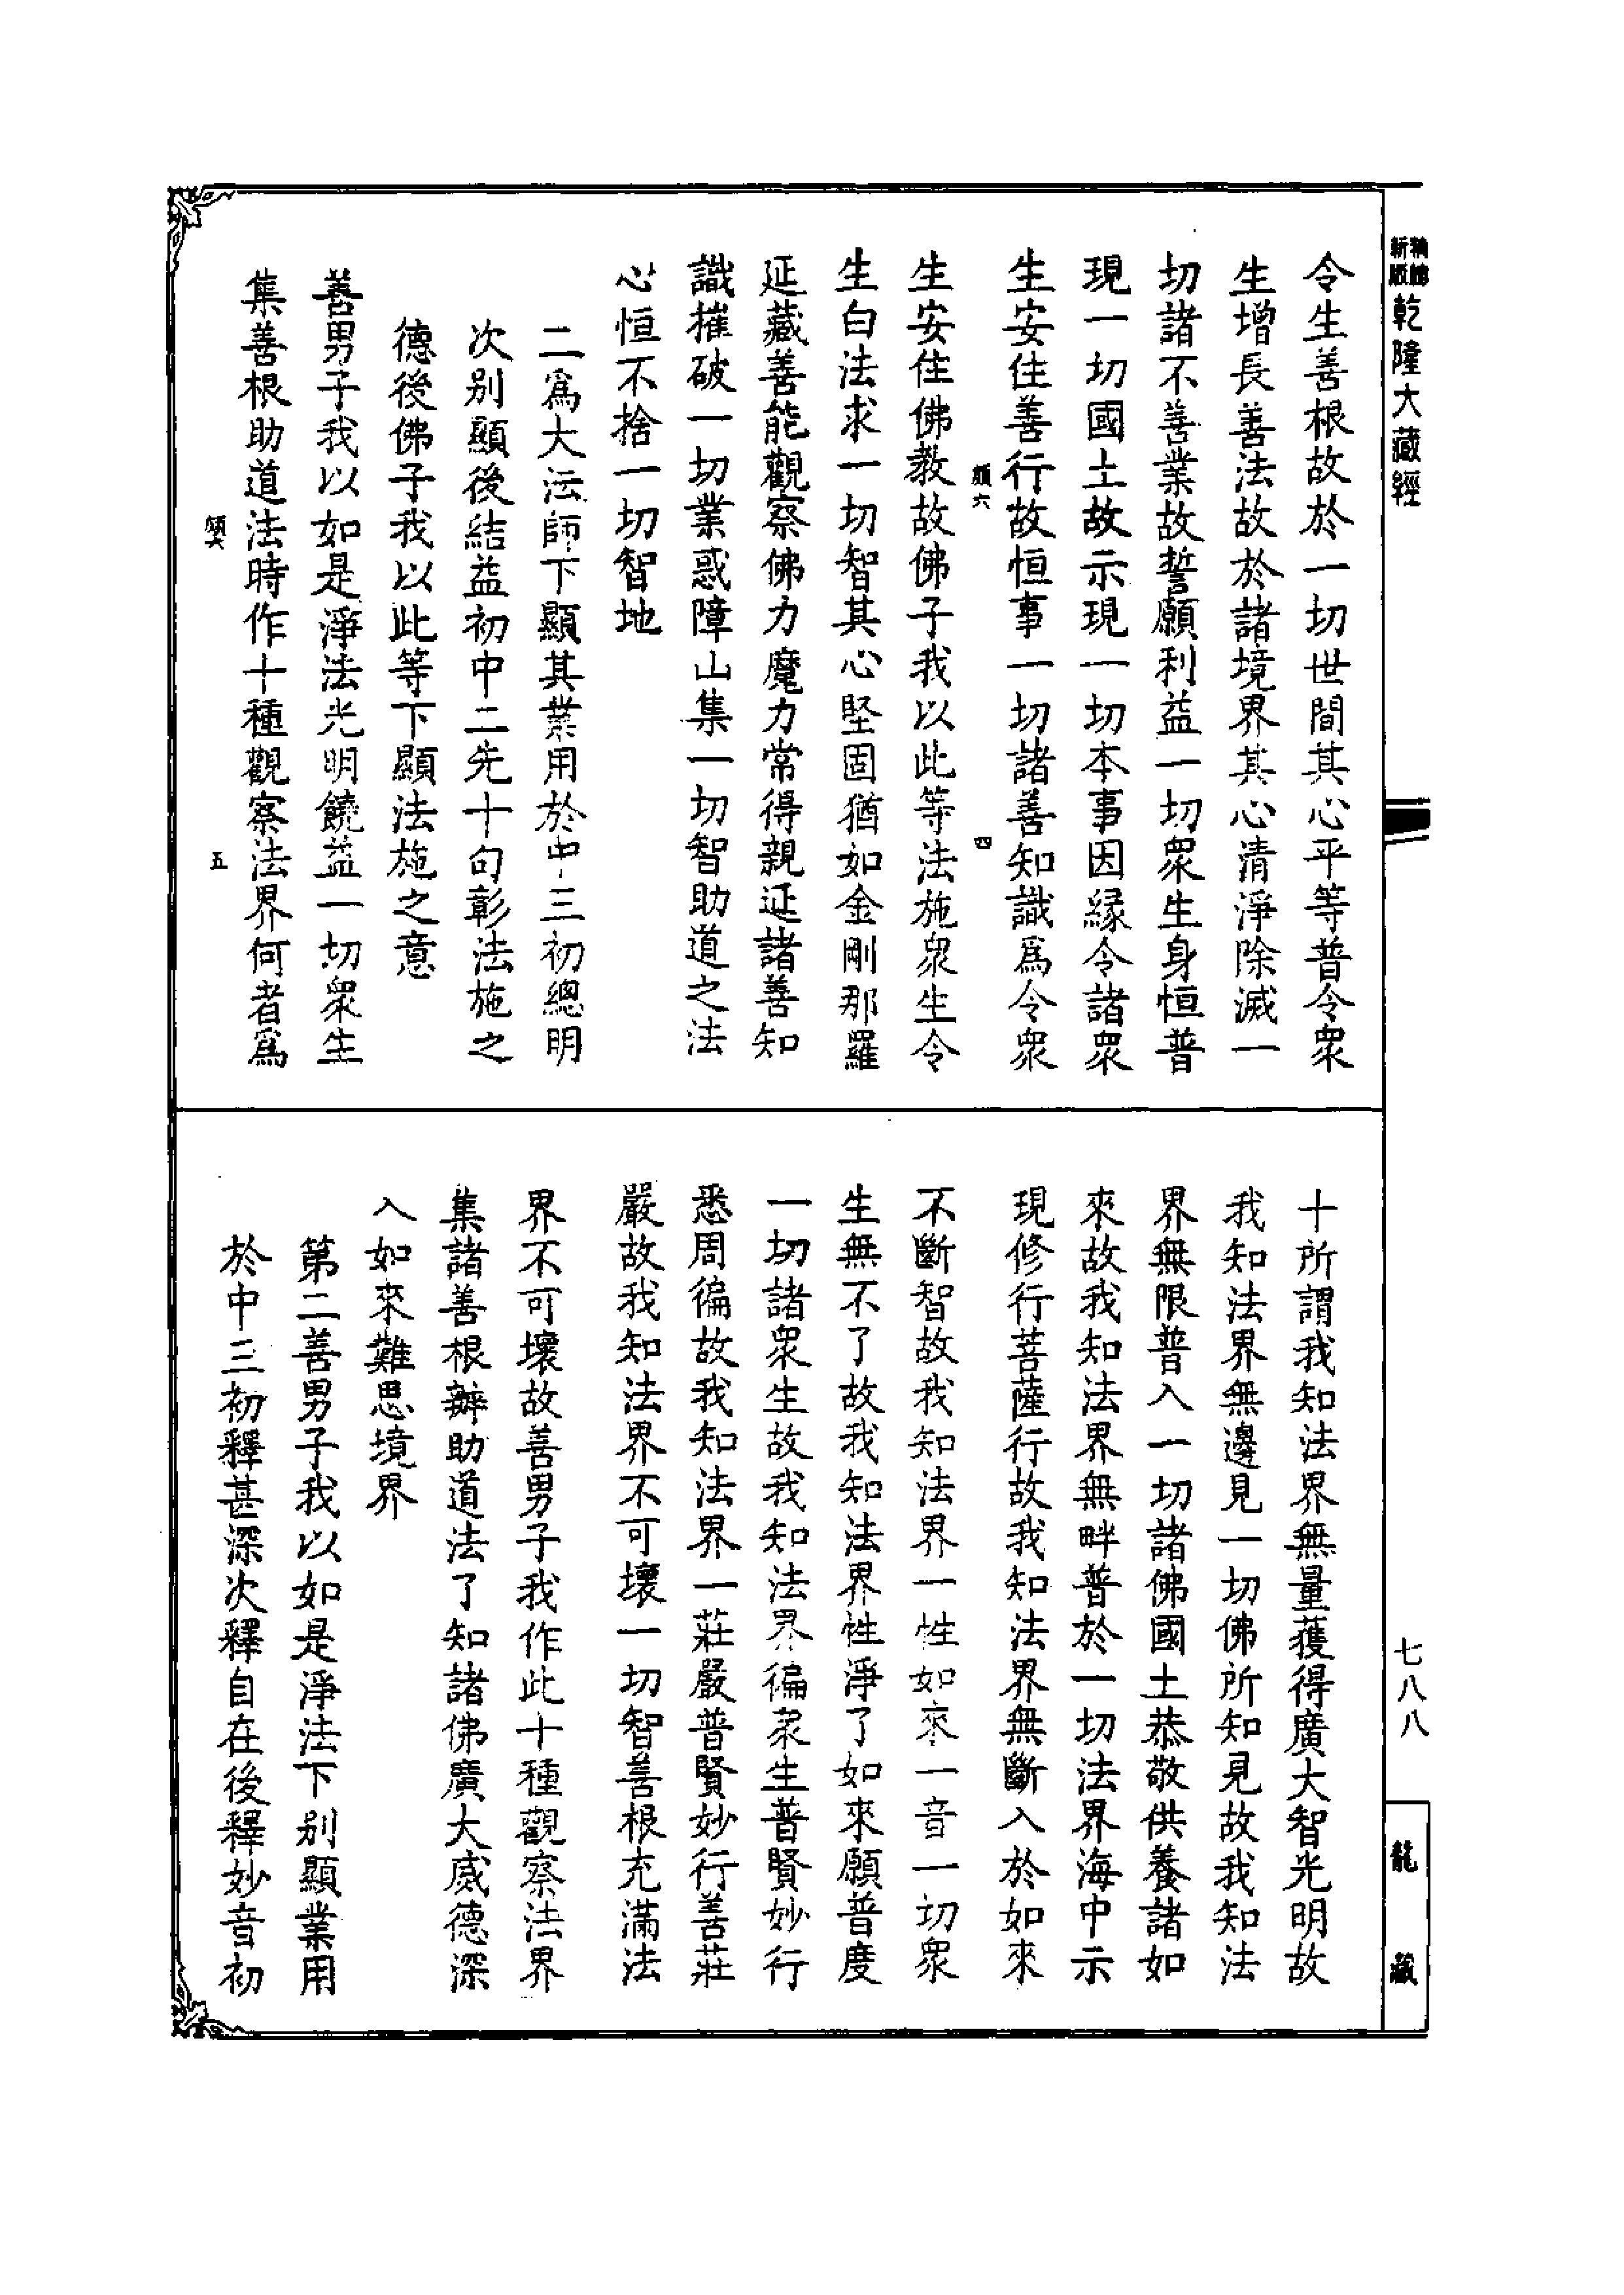 新編縮版乾隆大藏經
令生善根故於一切世間其心平等普令眾
生增長善法故於諸境界其心清淨除滅一
切諸不善業故誓願利益一切眾生身恒普
現一切國土故示現一切本事因緣令諸眾
生安住善行故恒事一切諸善知識為令眾
四
生安住佛教故佛子我以此等法施眾生令
生白法求一切智其心堅固猶如金剛那羅
延藏善能觀察佛力魔力常得親近諸善知
識摧破一切業惑障山集一切智助道之法
心恒不捨一切智地
二為大法師下顯其業用於中三初總明
次別顯後結益初中二先十句彰法施之
德後佛子我以此等下顯法施之意
善男子我以如是淨法光明饒益一切眾生
集善根助道法時作十種觀察法界何者為
五
十所謂我知法界無量獲得廣大智光明故
我知法界無邊見一切佛所知見故我知法
界無限普入一切諸佛國土恭敬供養諸如
來故我知法界無畔普於一切法界海中示
現修行菩薩行故我知法界無斷入於如來
不斷智故我知法界一性如來一音一切眾
生無不了故我知法界性淨了如來願普度
一切諸眾生故我知法界徧眾生普賢妙行
悉周徧故我知法界一莊嚴普賢妙行善莊
嚴故我知法界不可壞一切智善根充滿法
界不可壞故善男子我作此十種觀察法界
集諸善根辦助道法了知諸佛廣大威德深
入如來難思境界
第二善男子我以如是淨法下別顯業用
於中三初釋甚深次釋自在後釋妙音初
七八八
龍藏